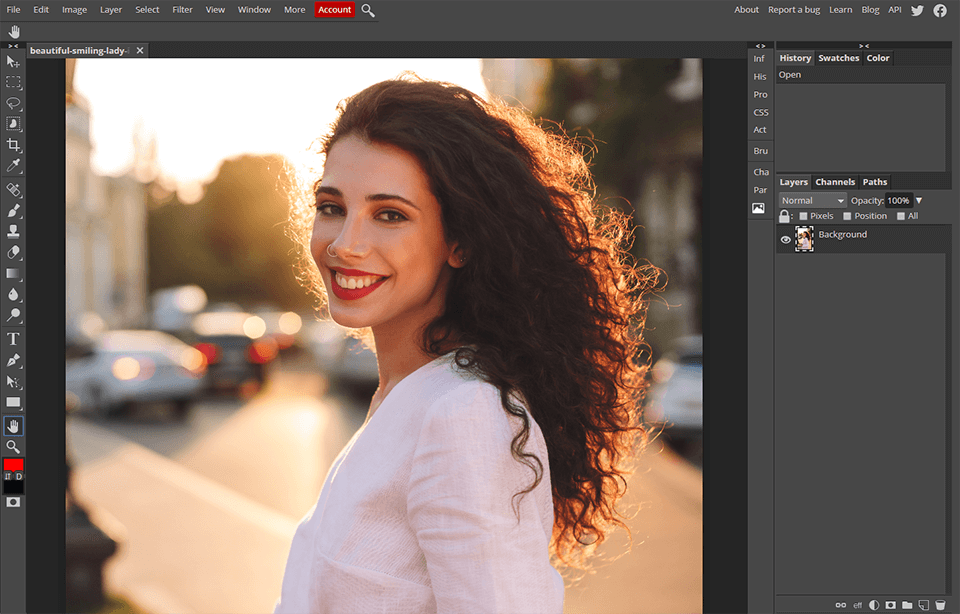 File Edit Image Layer Select Filter View Window More Account About Report a bug Learn Blog API
beautiful-smiling-lady-
Inf
His
Pro
CSS
Act
Bru
Cha
Par
History Swatches Color
Open
Layers Channels Paths
Normal Opacity: 100%
Pixels Position All
Background
T
D
eff